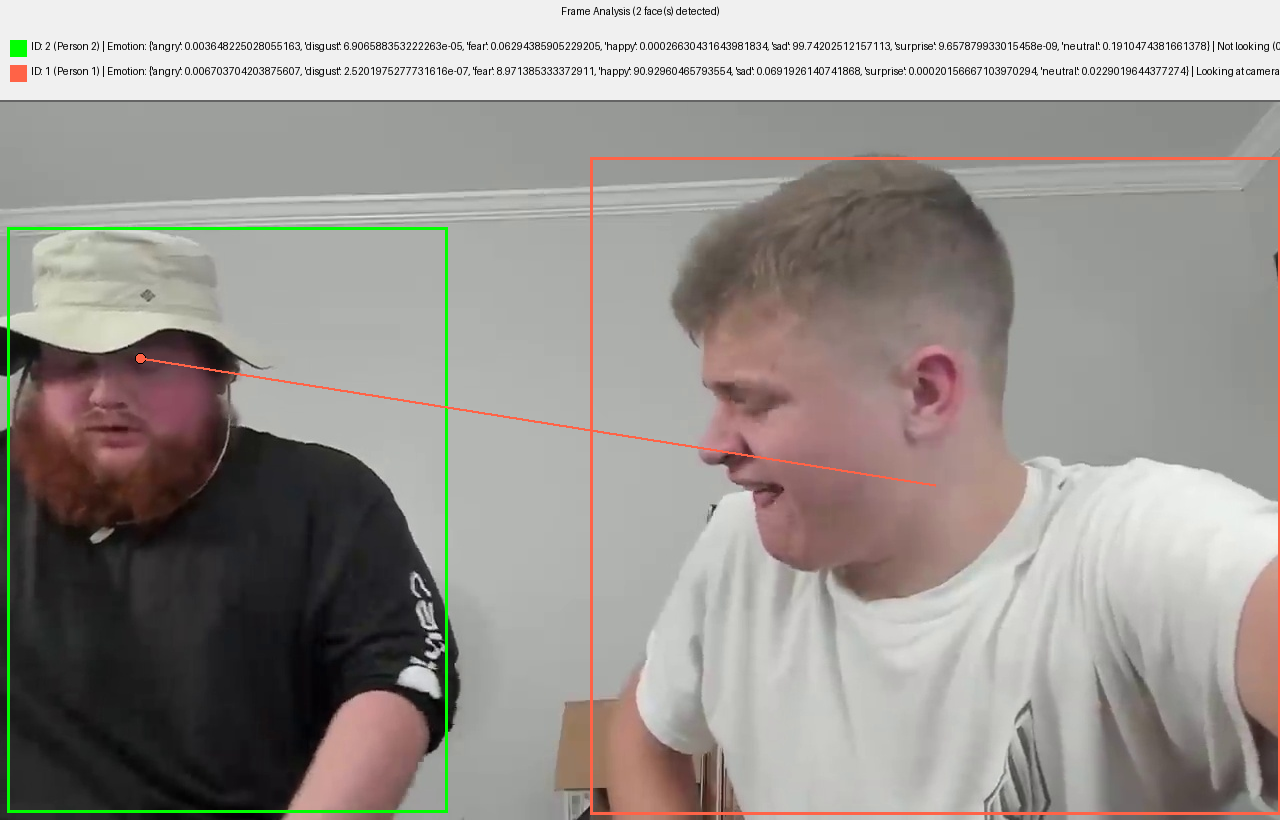 Frame Analysis (2 face(s) detected)
ID: 2 (Person 2) | Emotion: {'angry': 0.003648225028055163, 'disgust': 6.906588353222263e-05, 'fear': 0.06294385905229205, 'happy': 0.00026630431643981834, 'sad': 99.74202512157113, 'surprise': 9.657879933015458e-09, 'neutral': 0.1910474381661378} | Not looking (0
ID: 1 (Person 1) | Emotion: {'angry': 0.006703704203875607, 'disgust': 2.5201975277731616e-07, 'fear': 8.971385333372911, 'happy': 90.92960465793554, 'sad': 0.0691926140741868, 'surprise': 0.00020156667103970294, 'neutral': 0.0229019644377274} | Looking at camera